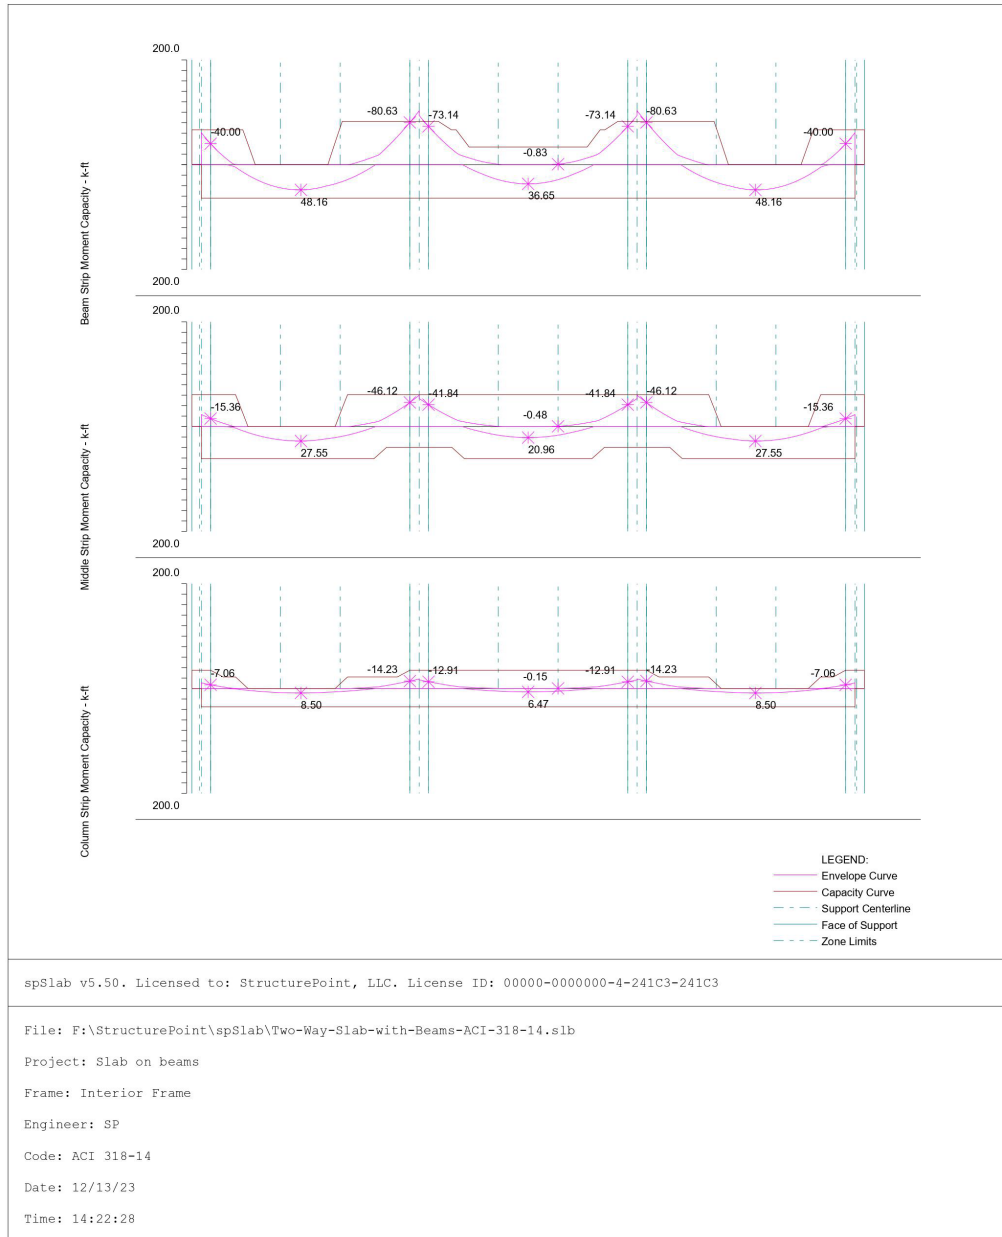 200.0
-80.63 -73.14 -73.14 -80.63
-40.00 -40.00
-0.83
48.16 36.65 48.16
Beam Strip Moment Capacity - k-ft
200.0
200.0
-46.12 -41.84 -41.84 -46.12
-15.36 -0.48 -15.36
27.55 20.96 27.55
Middle Strip Moment Capacity - k-ft
200.0
200.0
-7.06 -14.23 -12.91 -0.15 -12.91 -14.23 -7.06
8.50 6.47 8.50
Column Strip Moment Capacity - k-ft
200.0
LEGEND:
Envelope Curve
Capacity Curve
Support Centerline
Face of Support
Zone Limits
spSlab v5.50. Licensed to: StructurePoint, LLC. License ID: 00000-0000000-4-241C3-241C3
File: F:\StructurePoint\spSlab\Two-Way-Slab-with-Beams-ACI-318-14.slb
Project: Slab on beams
Frame: Interior Frame
Engineer: SP
Code: ACI 318-14
Date: 12/13/23
Time: 14:22:28